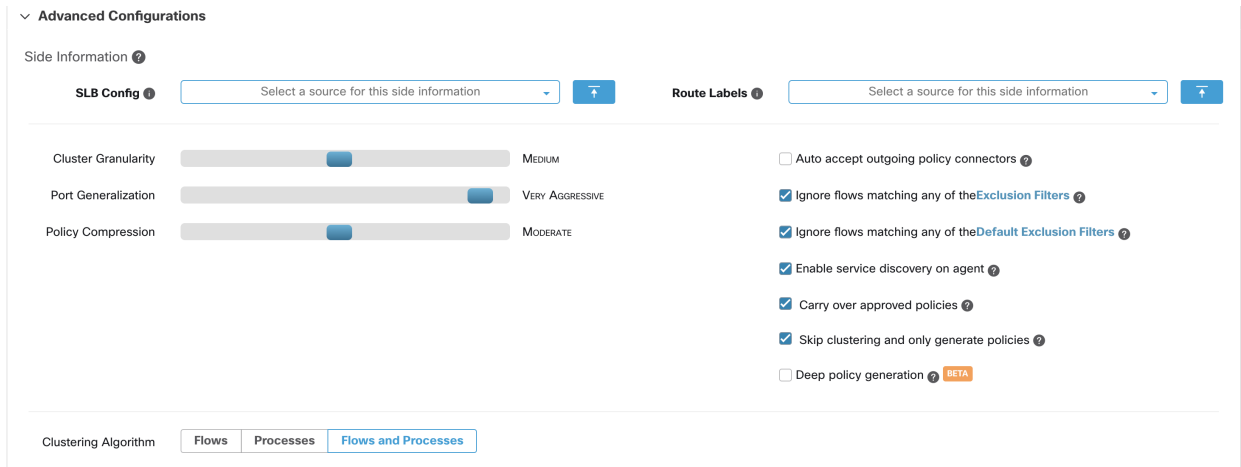 Advanced Configurations
Side Information ?
SLB Config i Select a source for this side information
Route Labels i Select a source for this side information
Cluster Granularity MEDIUM
Port Generalization VERY AGGRESSIVE
Policy Compression MODERATE
Auto accept outgoing policy connectors ?
Ignore flows matching any of theExclusion Filters ?
Ignore flows matching any of theDefault Exclusion Filters ?
Enable service discovery on agent ?
Carry over approved policies ?
Skip clustering and only generate policies ?
Deep policy generation ? BETA
Clustering Algorithm Flows Processes Flows and Processes